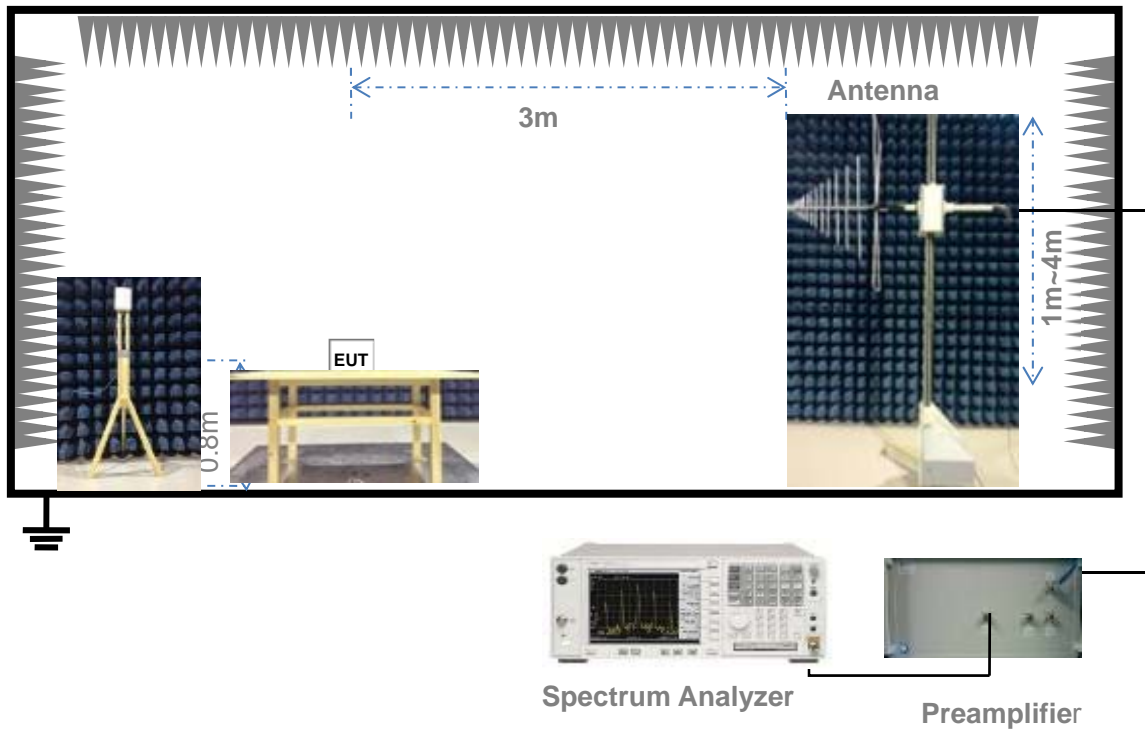 Antenna
3m
1m~4m
EUT
0.8m
Spectrum Analyzer
Preamplifier